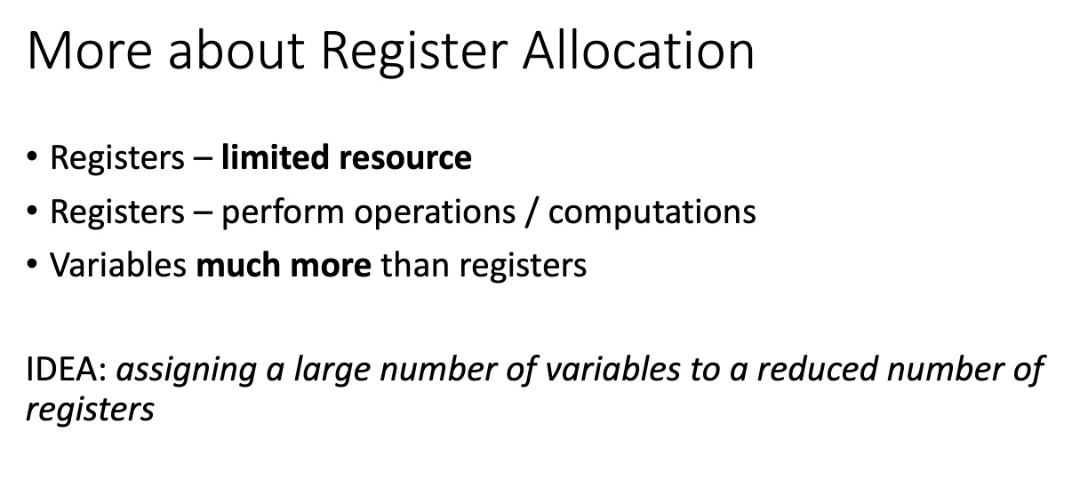 More about Register Allocation
• Registers – limited resource
• Registers – perform operations / computations
• Variables much more than registers
IDEA: assigning a large number of variables to a reduced number of
registers